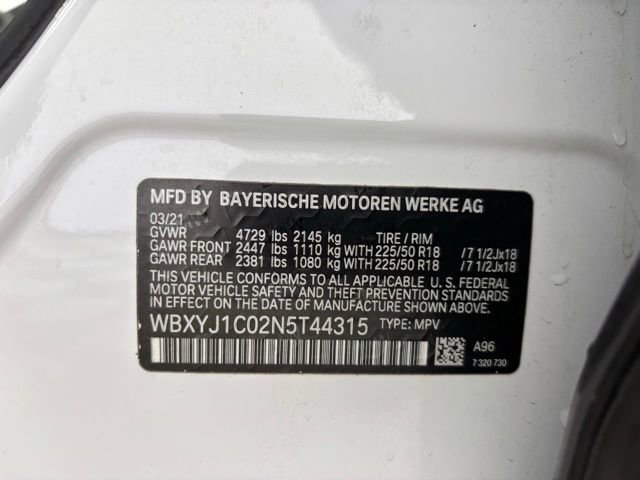 MFD BY BAYERISCHE MOTOREN WERKE AG
03/21
GVWR 4729 lbs 2145 kg TIRE / RIM
GAWR FRONT 2447 lbs 1110 kg WITH 225/50 R18 /7 1/2Jx18
GAWR REAR 2381 lbs 1080 kg WITH 225/50 R18 /7 1/2Jx18
THIS VEHICLE CONFORMS TO ALL APPLICABLE U. S. FEDERAL
MOTOR VEHICLE SAFETY STANDARDS IN EFFECT
ON THE DATE OF MANUFACTURE SHOWN ABOVE.
WBXYJ1C02N5T44315 TYPE: MPV
A96
7 320 730